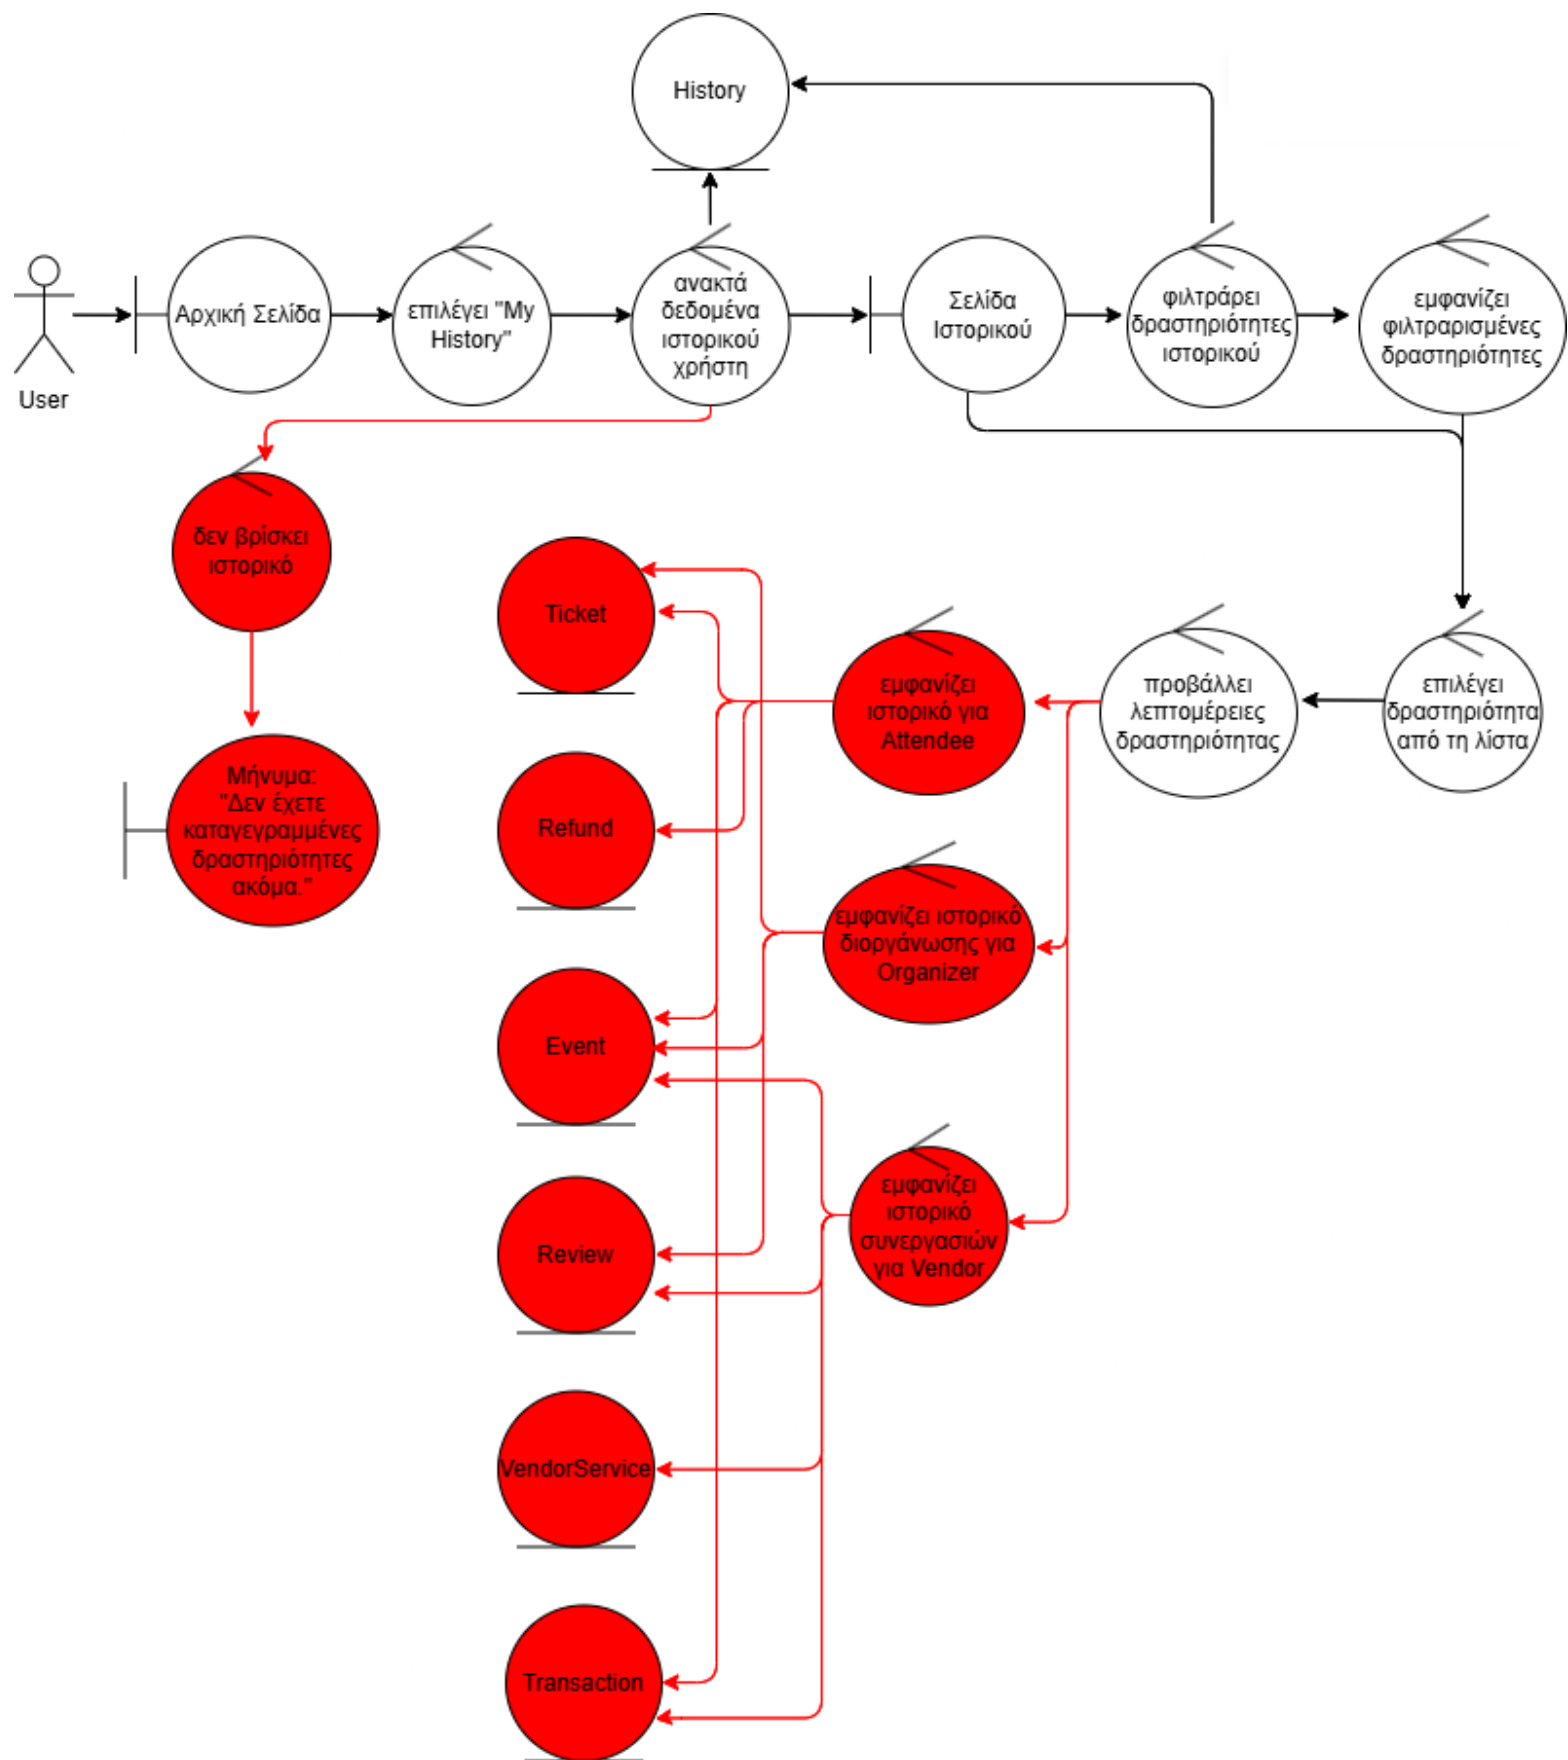 History
User
Αρχική Σελίδα
επιλέγει "My
History"
ανακτά
δεδομένα
ιστορικού
χρήστη
Σελίδα
Ιστορικού
φιλτράρει
δραστηριότητες
ιστορικού
εμφανίζει
φιλτραρισμένες
δραστηριότητες
δεν βρίσκει
ιστορικό
Μήνυμα:
"Δεν έχετε
καταγεγραμμένες
δραστηριότητες
ακόμα."
Ticket
εμφανίζει
ιστορικό για
Attendee
προβάλλει
λεπτομέρειες
δραστηριότητας
επιλέγει
δραστηριότητα
από τη λίστα
Refund
εμφανίζει ιστορικό
διοργάνωσης για
Organizer
Event
εμφανίζει
ιστορικό
συνεργασιών
για Vendor
Review
VendorService
Transaction